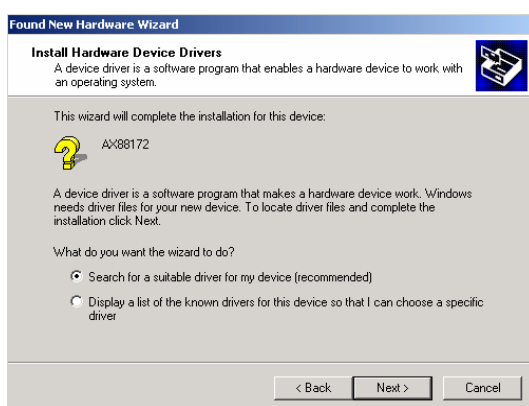 Found New Hardware Wizard
Install Hardware Device Drivers
A device driver is a software program that enables a hardware device to work with
an operating system.
This wizard will complete the installation for this device:
AX88172
A device driver is a software program that makes a hardware device work. Windows
needs driver files for your new device. To locate driver files and complete the
installation click Next.
What do you want the wizard to do?
Search for a suitable driver for my device (recommended)
Display a list of the known drivers for this device so that I can choose a specific
driver
< Back Next > Cancel